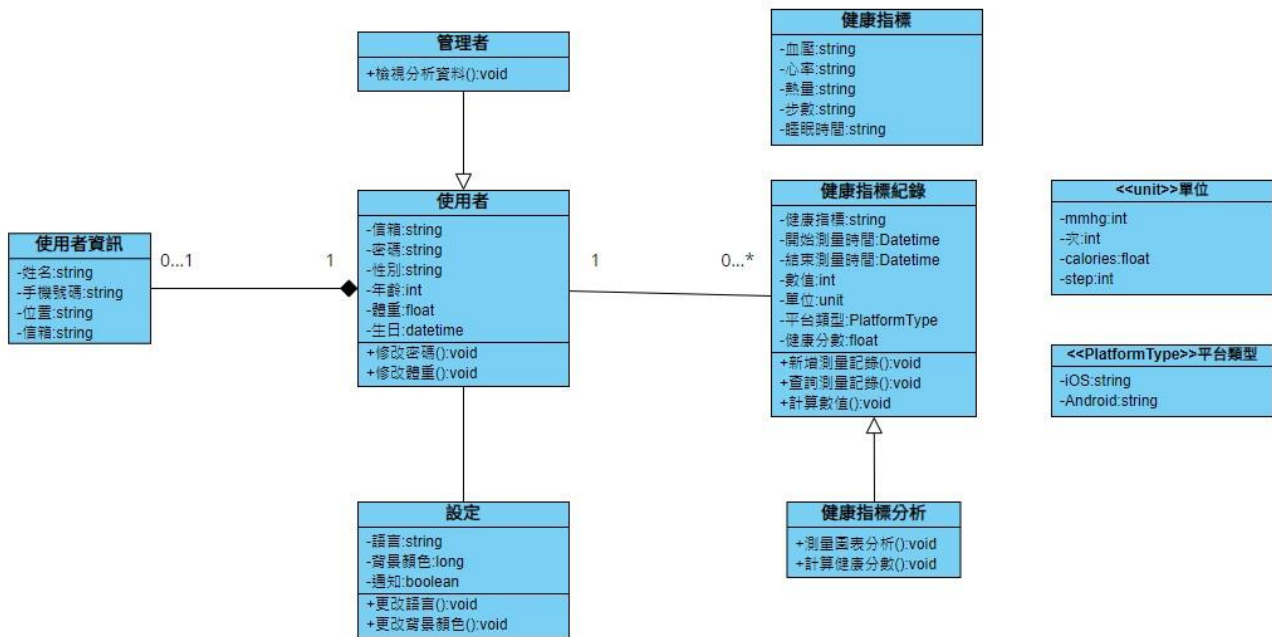 管理者
+檢視分析資料():void
健康指標
-血壓:string
-心率:string
-熱量:string
-步數:string
-睡眠時間:string
使用者資訊
-姓名:string
-手機號碼:string
-位置:string
-信箱:string
0...1
1
使用者
-信箱:string
-密碼:string
-性別:string
-年齡:int
-體重:float
-生日:datetime
+修改密碼():void
+修改體重():void
1
0...*
健康指標紀錄
-健康指標:string
-開始測量時間:Datetime
-結束測量時間:Datetime
-數值:int
-單位:unit
-平台類型:PlatformType
-健康分數:float
+新增測量記錄():void
+查詢測量記錄():void
+計算數值():void
<<unit>>單位
-mmhg:int
-次:int
-calories:float
-step:int
<<PlatformType>>平台類型
-iOS:string
-Android:string
設定
-語言:string
-背景顏色:long
-通知:boolean
+更改語言():void
+更改背景顏色():void
健康指標分析
+測量圖表分析():void
+計算健康分數():void